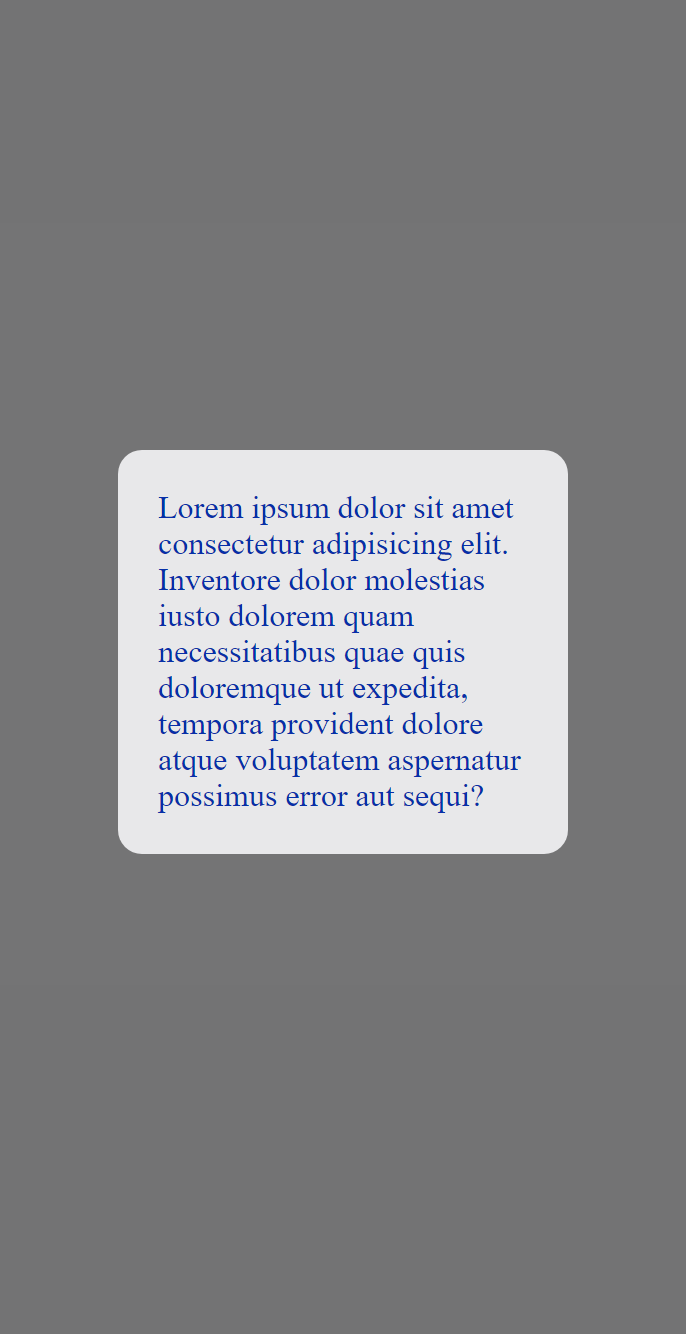 Lorem ipsum dolor sit amet
consectetur adipisicing elit.
Inventore dolor molestias
iusto dolorem quam
necessitatibus quae quis
doloremque ut expedita,
tempora provident dolore
atque voluptatem aspernatur
possimus error aut sequi?